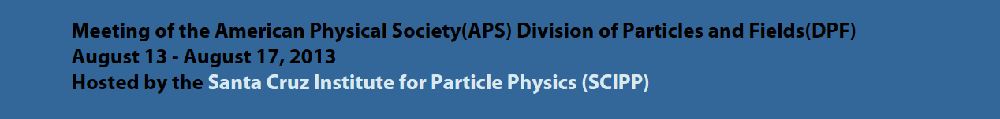 Meeting of the American Physical Society(APS) Division of Particles and Fields(DPF)
August 13 - August 17, 2013
Hosted by the Santa Cruz Institute for Particle Physics (SCIPP)